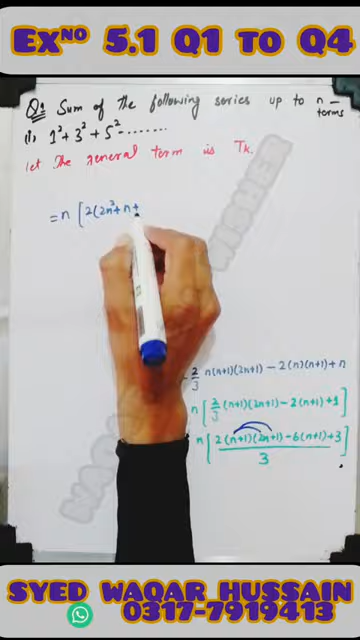 Ex NO 5.1 Q1 TO Q4
Q1 Sum of the following series up to n-terms
(i) 1² + 3² + 5² -------
let The general term is Tk.
= n [2(2n² + n +
2/3 n(n+1)(2n+1) - 2(n)(n+1) + n
n [2/3 (n+1)(2n+1) - 2(n+1) + 1]
n [2(n+1)(2n+1) - 6(n+1) + 3 / 3]
SYED WAQAR HUSSAIN
0317-7919413